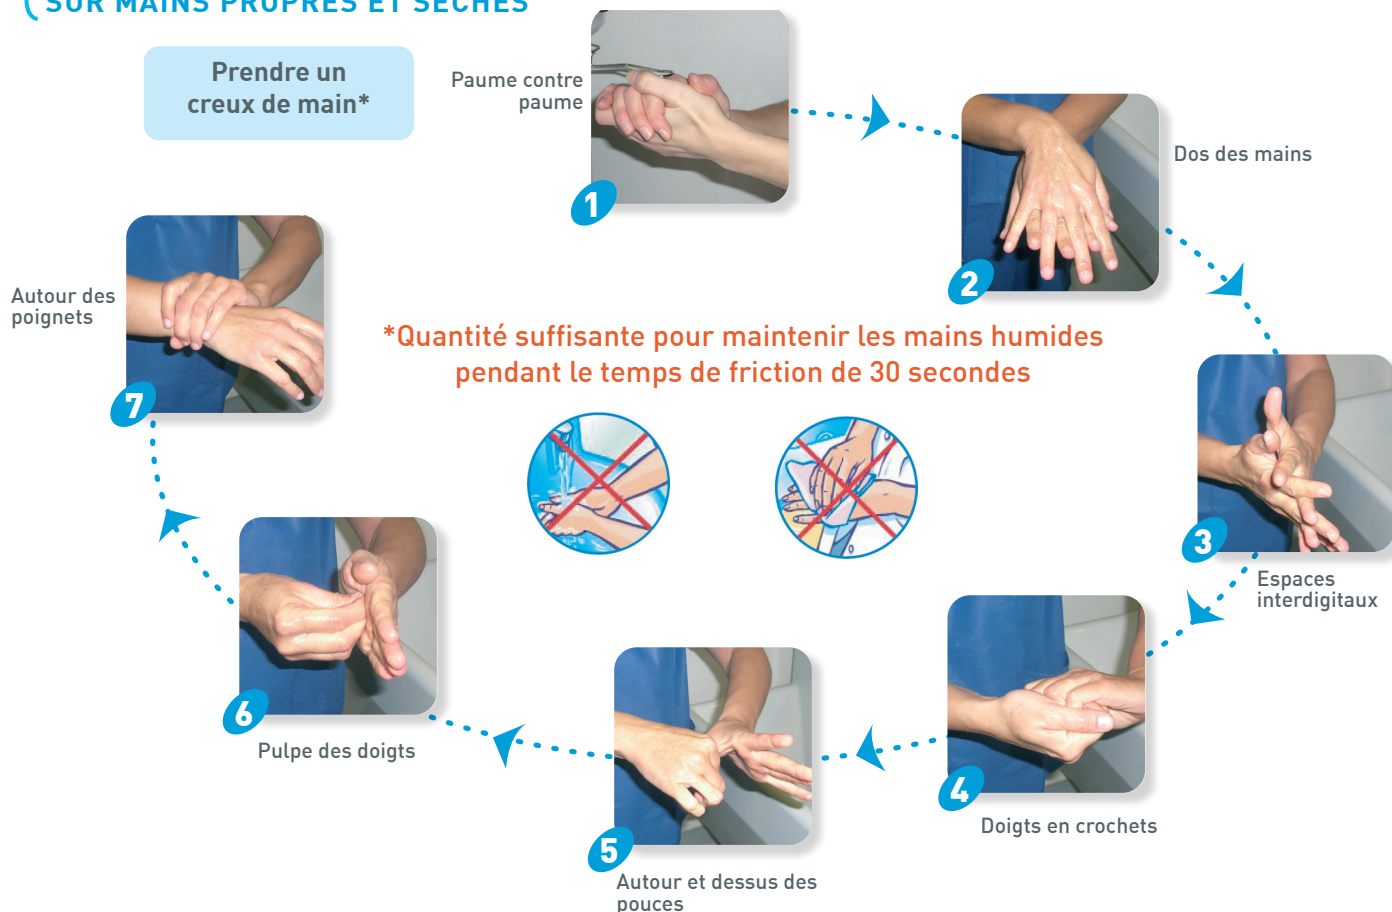 SUR MAINS PROPRES ET SÈCHES
Prendre un
creux de main*
Paume contre
paume
1
Dos des mains
2
Espaces
interdigitaux
3
Doigts en crochets
4
Autour et dessus des
pouces
5
Pulpe des doigts
6
Autour des
poignets
7
*Quantité suffisante pour maintenir les mains humides
pendant le temps de friction de 30 secondes